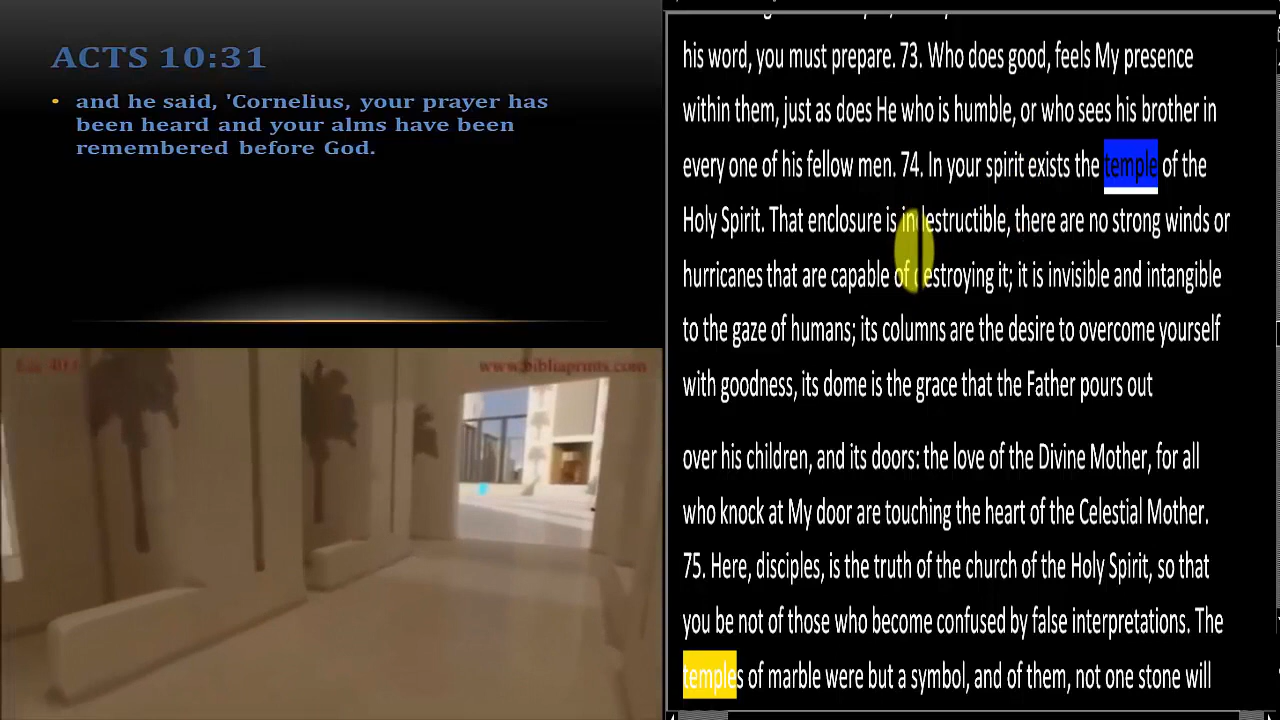 ACTS 10:31
• and he said, 'Cornelius, your prayer has
been heard and your alms have been
remembered before God.
www.bibliaprints.com
his word, you must prepare. 73. Who does good, feels My presence
within them, just as does He who is humble, or who sees his brother in
every one of his fellow men. 74. In your spirit exists the temple of the
Holy Spirit. That enclosure is indestructible, there are no strong winds or
hurricanes that are capable of destroying it; it is invisible and intangible
to the gaze of humans; its columns are the desire to overcome yourself
with goodness, its dome is the grace that the Father pours out
over his children, and its doors: the love of the Divine Mother, for all
who knock at My door are touching the heart of the Celestial Mother.
75. Here, disciples, is the truth of the church of the Holy Spirit, so that
you be not of those who become confused by false interpretations. The
temples of marble were but a symbol, and of them, not one stone will